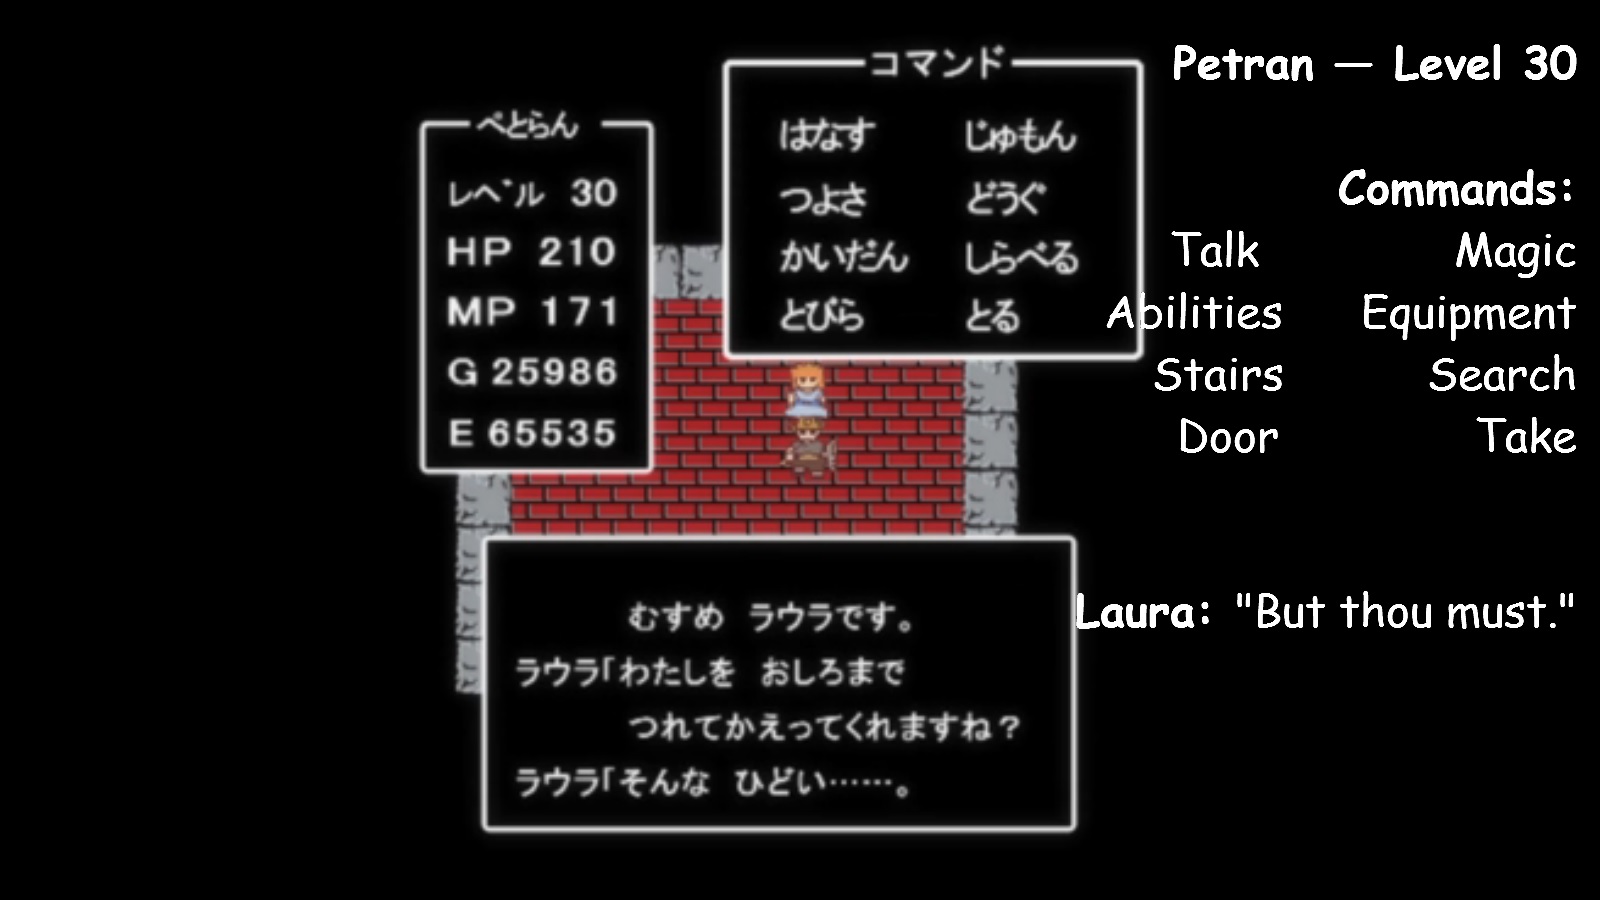 ぺとらん
レベル 30
HP 210
MP 171
G 25986
E 65535
コマンド
はなす じゅもん
つよさ どうぐ
かいだん しらべる
とびら とる
むすめ ラウラです。
ラウラ「わたしを おしろまで
つれてかえってくれますね？
ラウラ「そんな ひどい……。
Petran — Level 30
Commands:
Talk Magic
Abilities Equipment
Stairs Search
Door Take
Laura: "But thou must."